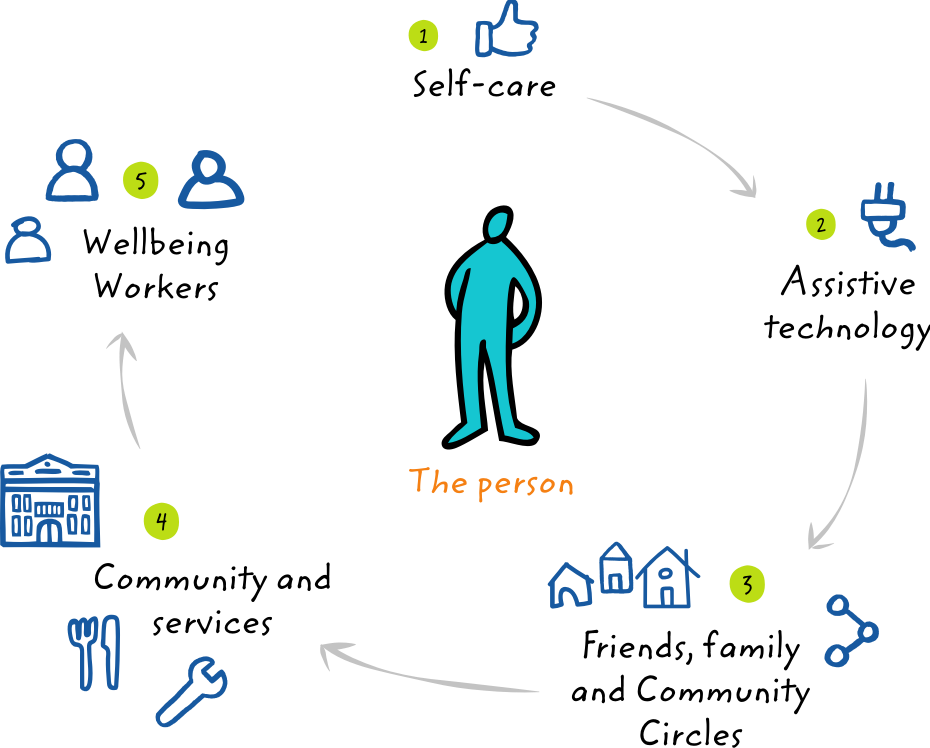 1
Self-care
2
Assistive
technology
3
Friends, family
and Community
Circles
4
Community and
services
5
Wellbeing
Workers
The person